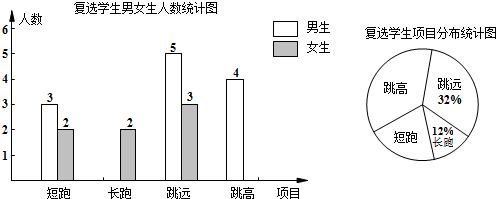 复选学生男女生人数统计图
人数
男生
女生
6
5
4
3
2
1
3
2
2
5
3
4
短跑
长跑
跳远
跳高
项目
复选学生项目分布统计图
跳高
跳远
32%
短跑
12%
长跑